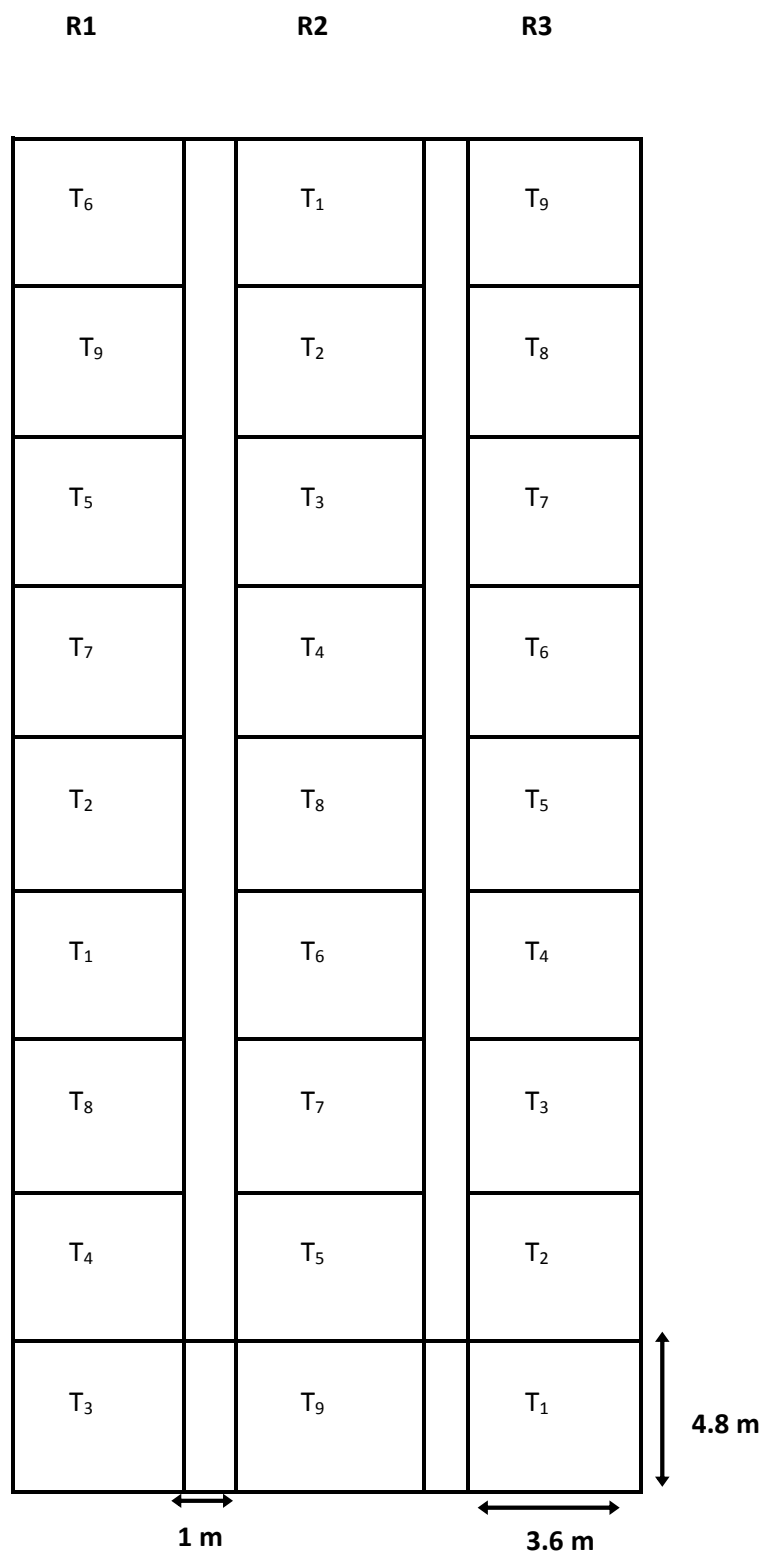 R1 R2 R3
T₆ T₁ T₉
T₉ T₂ T₈
T₅ T₃ T₇
T₇ T₄ T₆
T₂ T₈ T₅
T₁ T₆ T₄
T₈ T₇ T₃
T₄ T₅ T₂
T₃ T₉ T₁
4.8 m
1 m 3.6 m